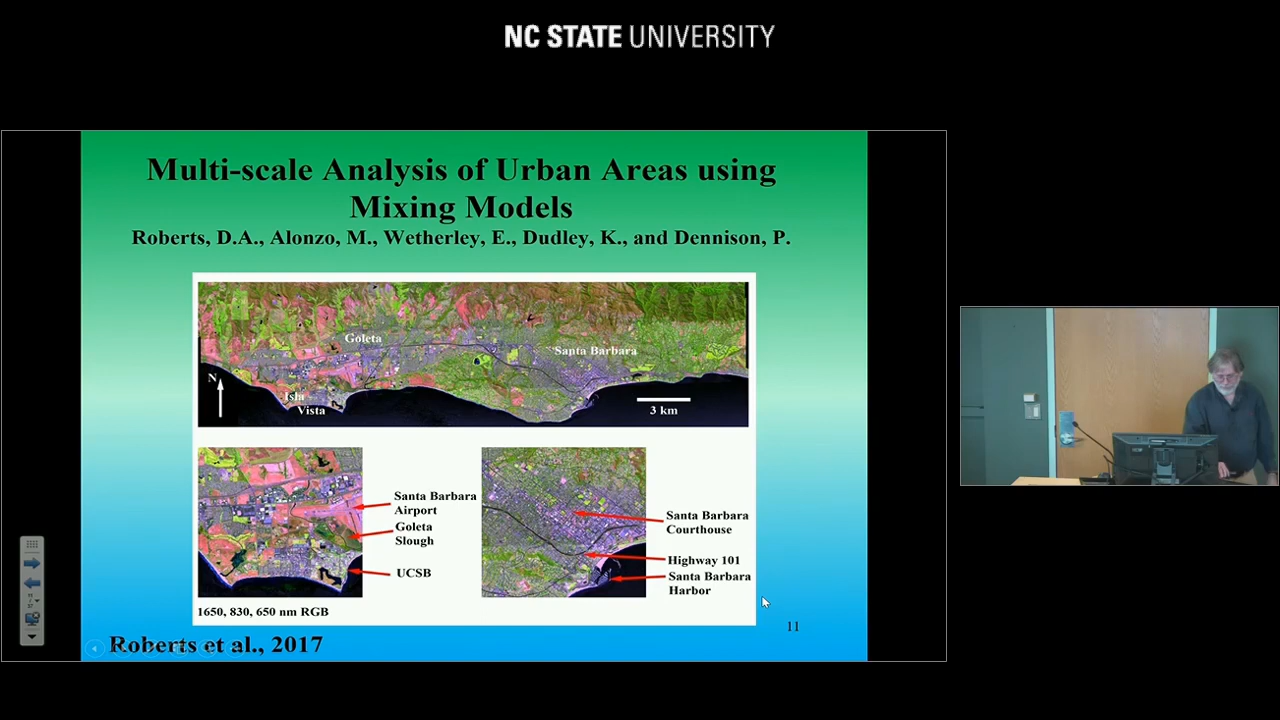 NC STATE UNIVERSITY
Multi-scale Analysis of Urban Areas using
Mixing Models
Roberts, D.A., Alonzo, M., Wetherley, E., Dudley, K., and Dennison, P.
Goleta
Santa Barbara
N
Isla
Vista
3 km
Santa Barbara
Airport
Goleta
Slough
UCSB
Santa Barbara
Courthouse
Highway 101
Santa Barbara
Harbor
1650, 830, 650 nm RGB
11
Roberts et al., 2017